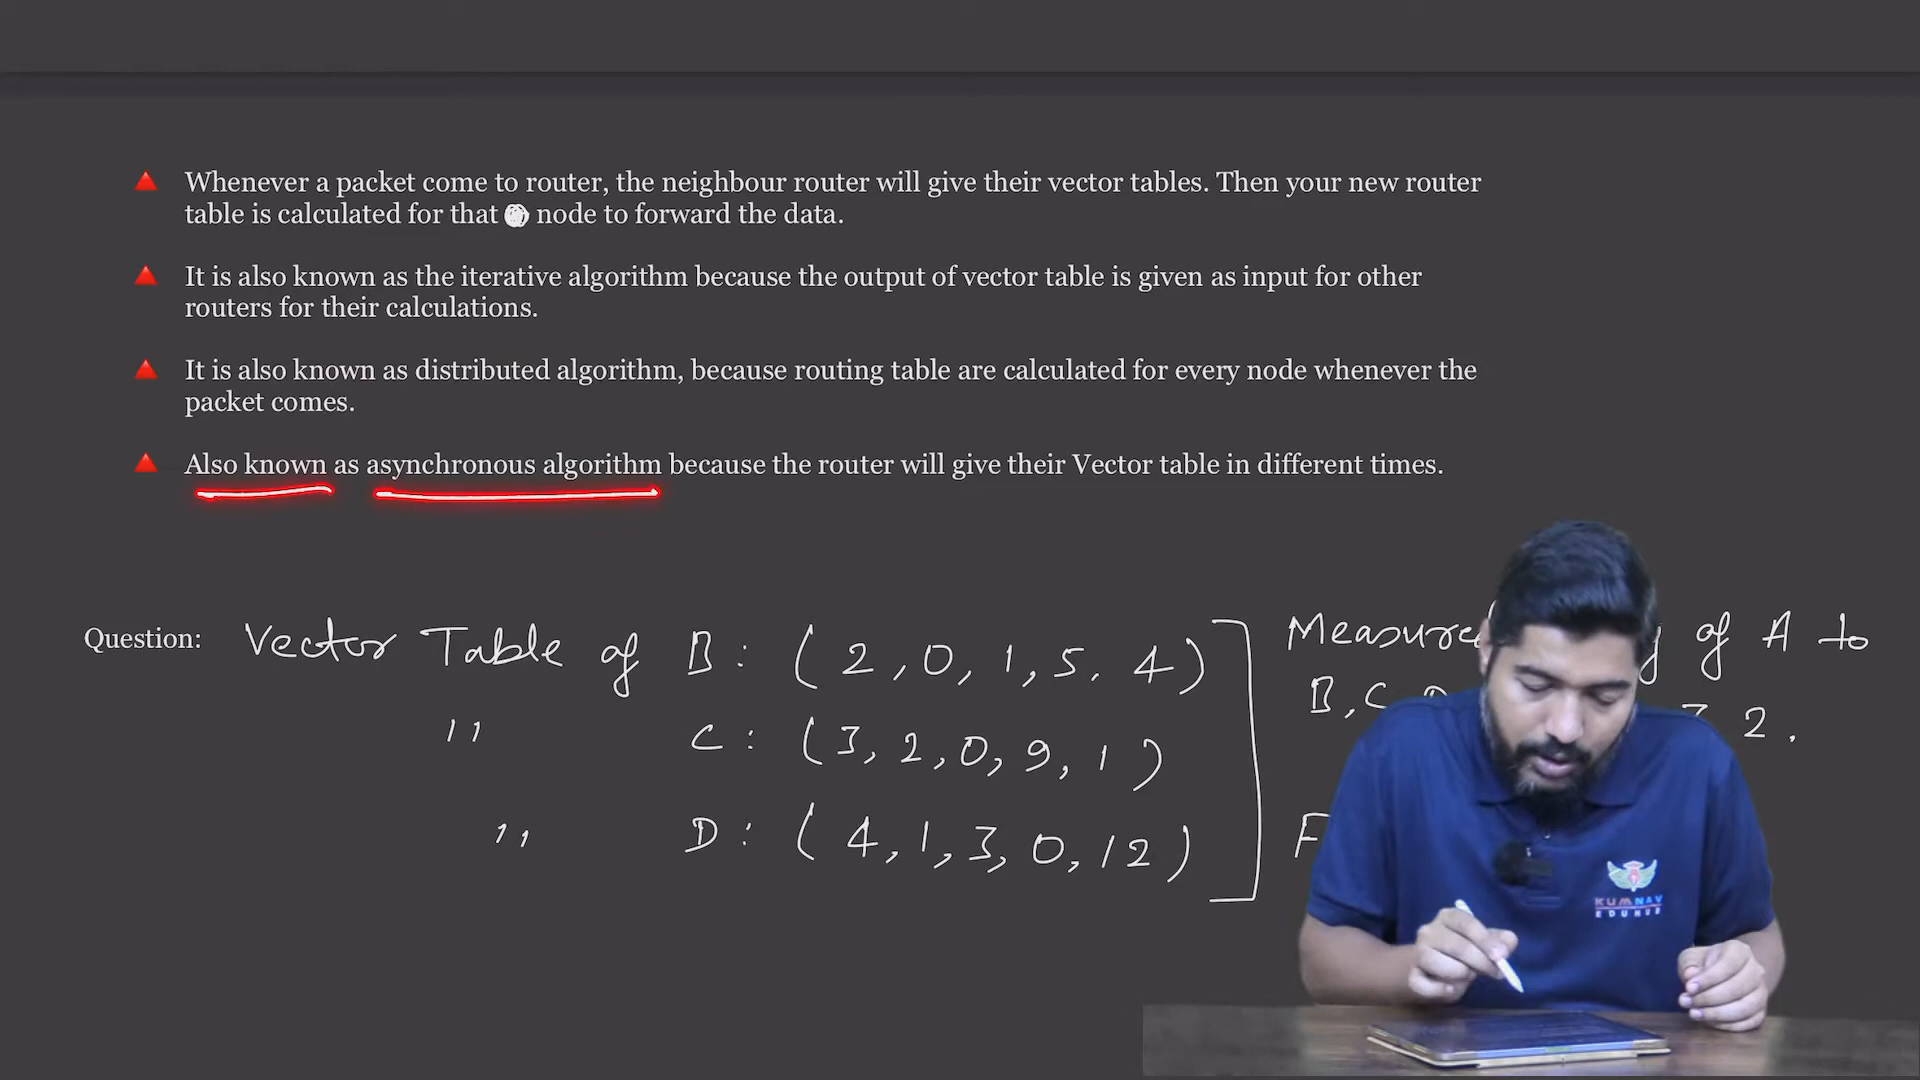 Whenever a packet come to router, the neighbour router will give their vector tables. Then your new router
table is calculated for that node to forward the data.
It is also known as the iterative algorithm because the output of vector table is given as input for other
routers for their calculations.
It is also known as distributed algorithm, because routing table are calculated for every node whenever the
packet comes.
Also known as asynchronous algorithm because the router will give their Vector table in different times.
Question: Vector Table of B: (2, 0, 1, 5, 4)
" C: (3, 2, 0, 9, 1)
" D: (4, 1, 3, 0, 12)
of A to
B, C 2.
KUMNAV
EDUHUB